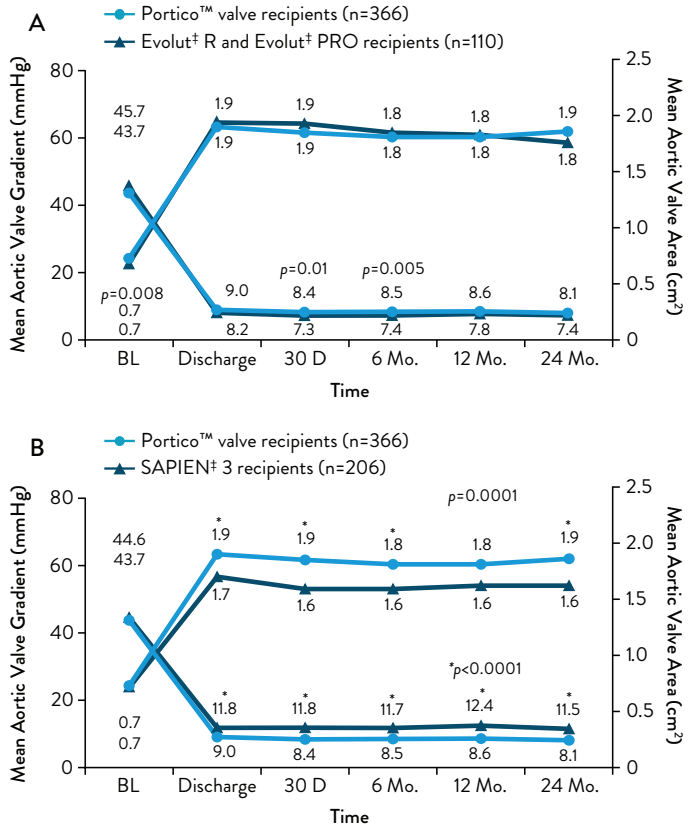 A
Portico™ valve recipients (n=366)
Evolut‡ R and Evolut‡ PRO recipients (n=110)
Mean Aortic Valve Gradient (mmHg)
Mean Aortic Valve Area (cm²)
80
60
40
20
0
2.5
2.0
1.5
1.0
0.5
0
45.7
43.7
1.9 1.9 1.8 1.8 1.9
1.9 1.9 1.8 1.8 1.8
p=0.01 p=0.005
p=0.008
0.7
0.7
9.0 8.4 8.5 8.6 8.1
8.2 7.3 7.4 7.8 7.4
BL Discharge 30 D 6 Mo. 12 Mo. 24 Mo.
Time
B
Portico™ valve recipients (n=366)
SAPIEN‡ 3 recipients (n=206)
Mean Aortic Valve Gradient (mmHg)
Mean Aortic Valve Area (cm²)
80
60
40
20
0
2.5
2.0
1.5
1.0
0.5
0
p=0.0001
44.6
43.7
* * * *
1.9 1.9 1.8 1.8 1.9
1.7 1.6 1.6 1.6 1.6
*p<0.0001
* * * * *
11.8 11.8 11.7 12.4 11.5
0.7
0.7
9.0 8.4 8.5 8.6 8.1
BL Discharge 30 D 6 Mo. 12 Mo. 24 Mo.
Time